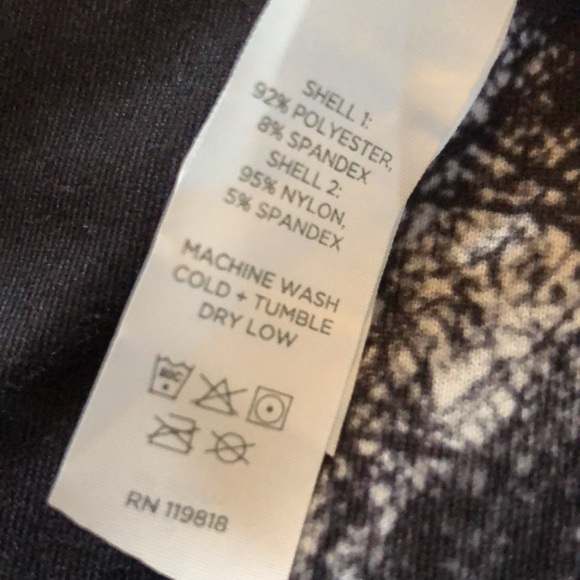 SHELL 1:
92% POLYESTER,
8% SPANDEX
SHELL 2:
95% NYLON,
5% SPANDEX
MACHINE WASH
COLD + TUMBLE
DRY LOW
RN 119818